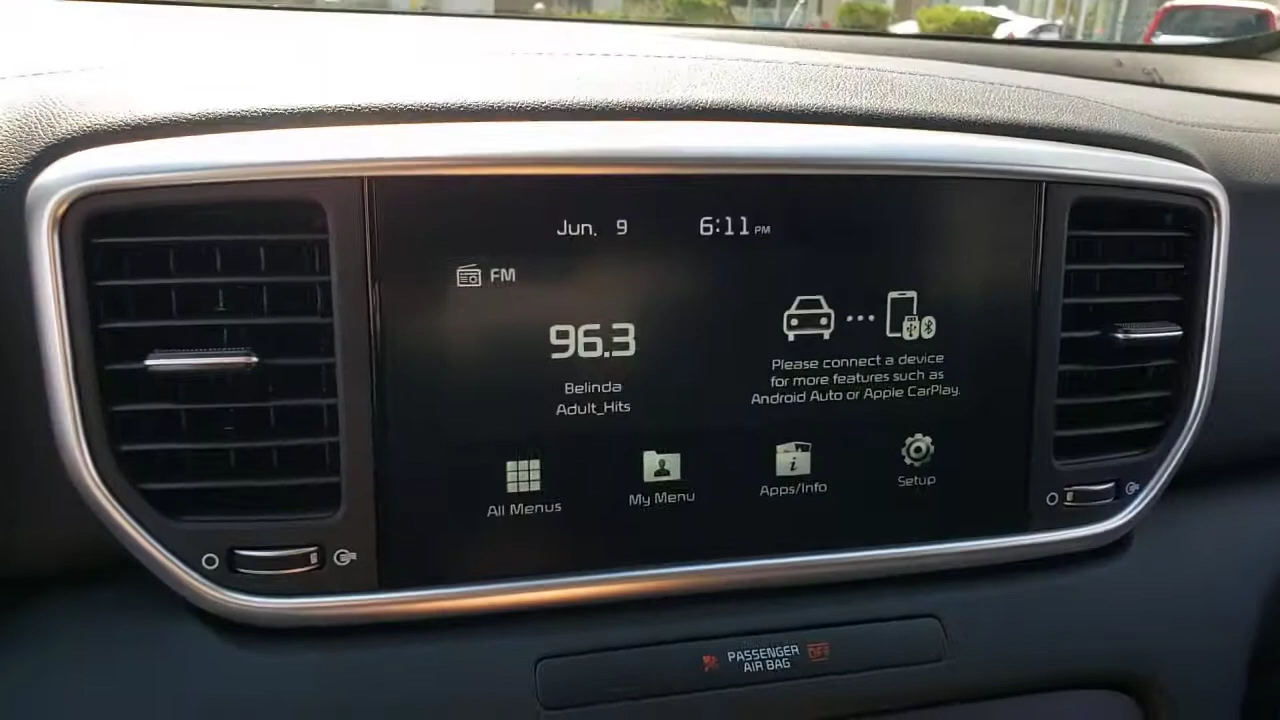 Jun. 9 6:11 PM
FM
96.3
Belinda
Adult_Hits
Please connect a device
for more features such as
Android Auto or Apple CarPlay.
All Menus
My Menu
Apps/Info
Setup
PASSENGER
AIR BAG
OFF